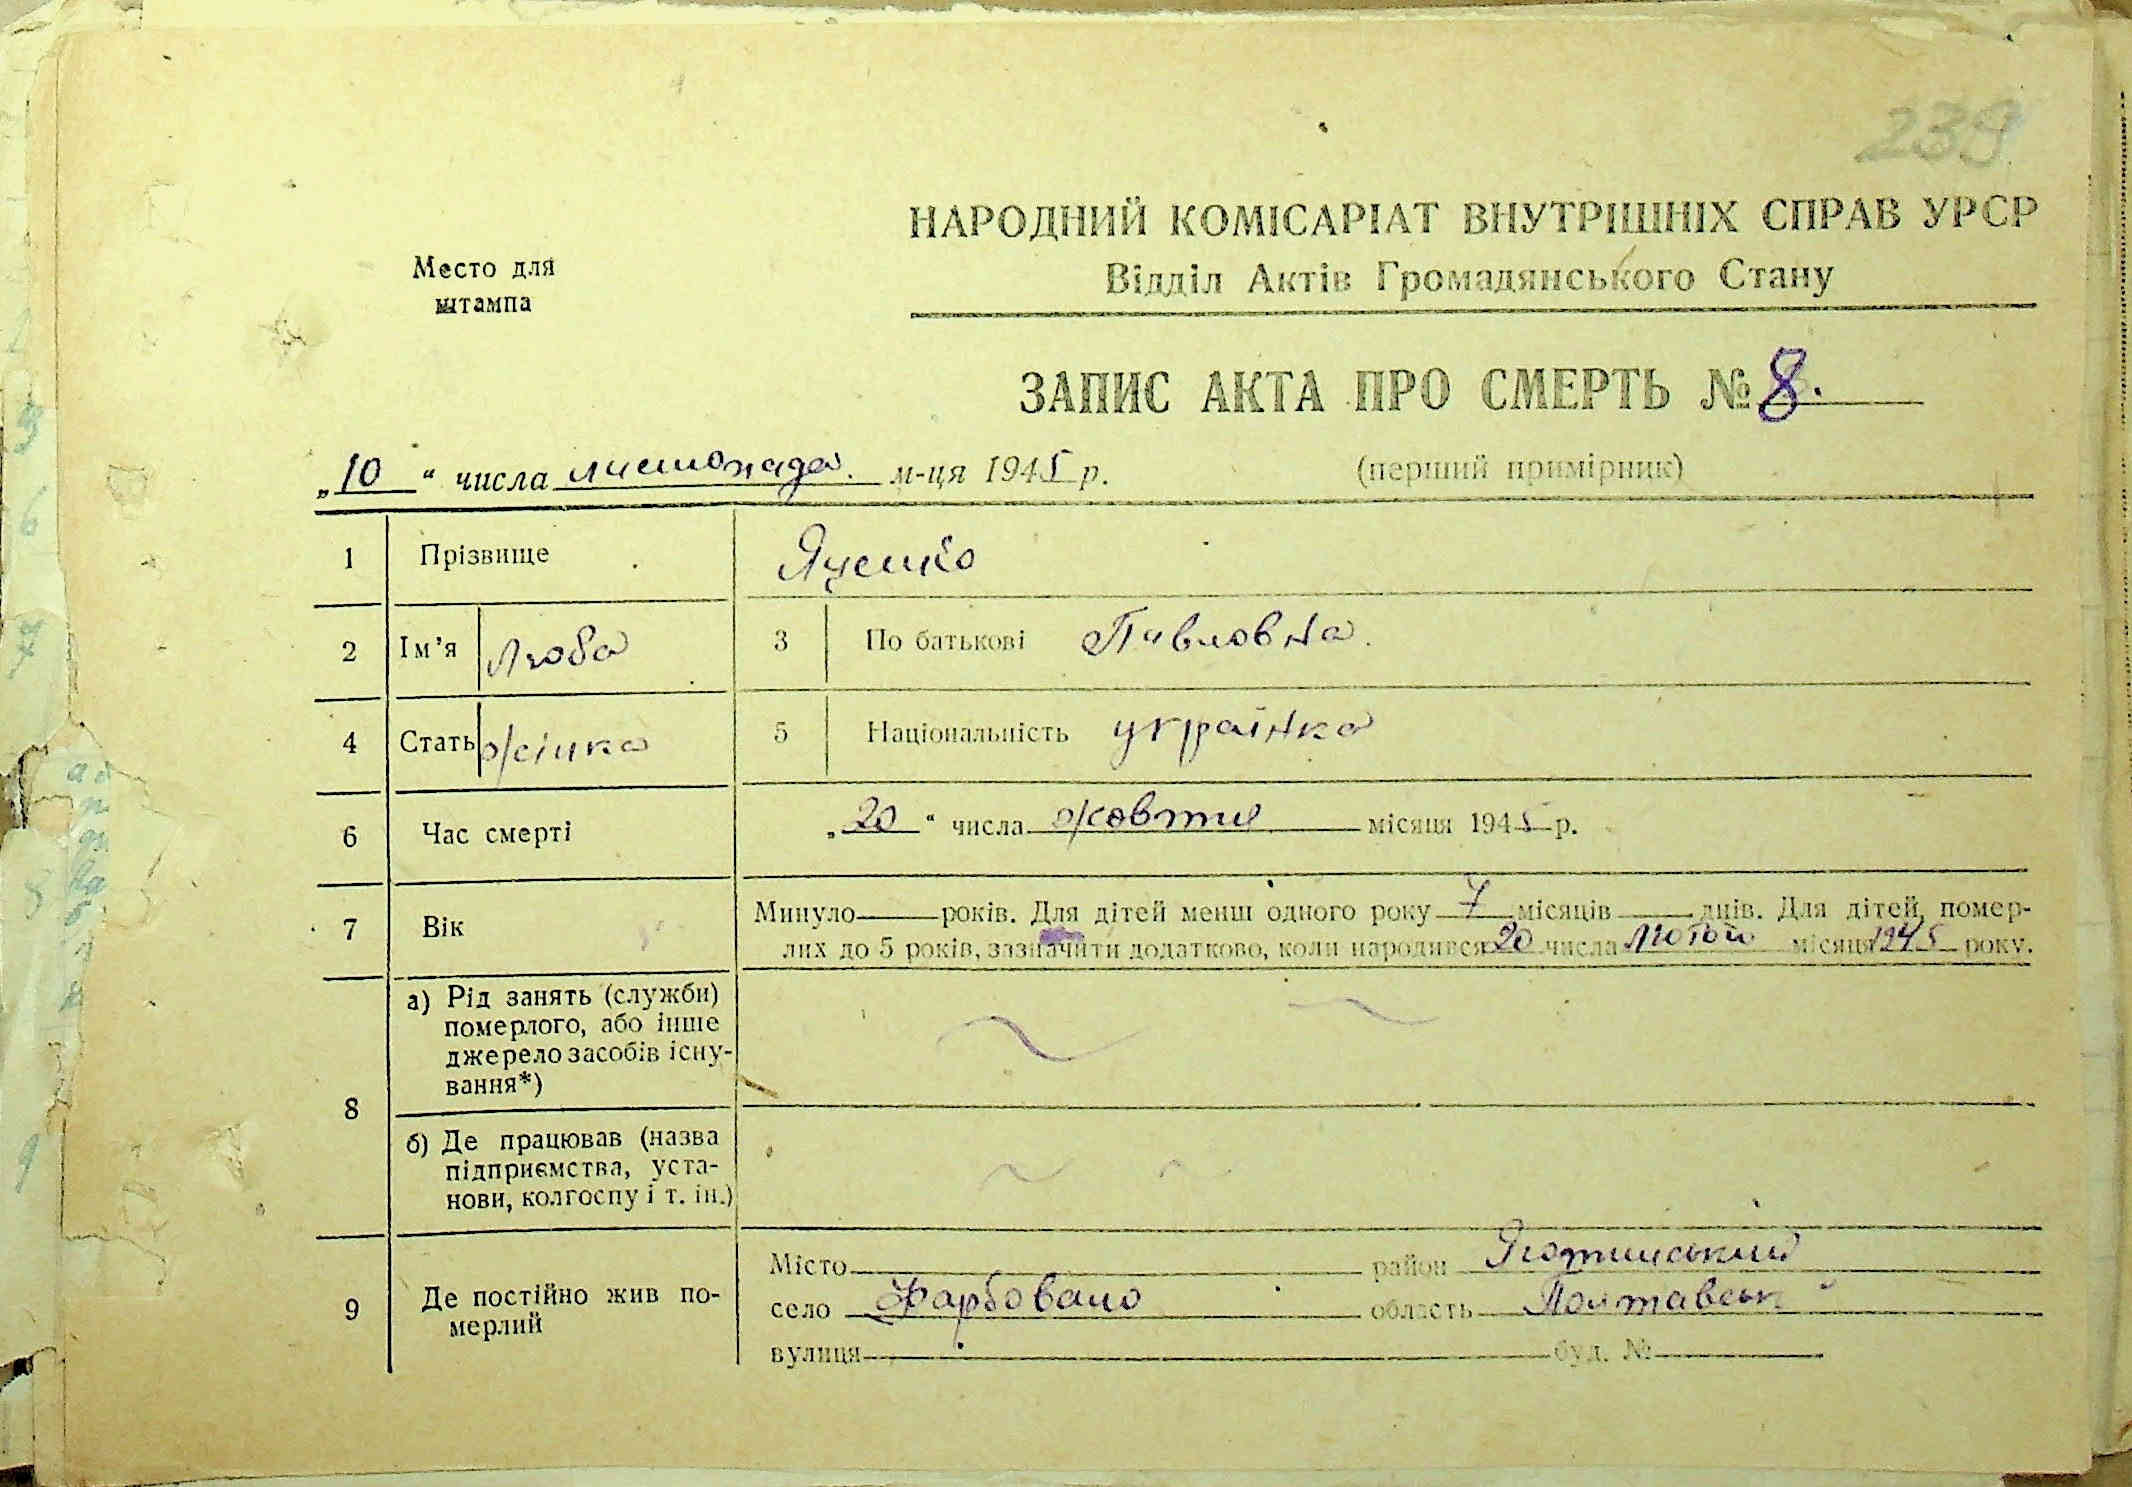 239
НАРОДНИЙ КОМІСАРІАТ ВНУТРІШНІХ СПРАВ УРСР
Відділ Актів Громадянського Стану
Место для
штампа
ЗАПИС АКТА ПРО СМЕРТЬ № 8.
„10“ числа листопада м-ця 1945 р.
(перший примірник)
1 Прізвище Яценко
2 Ім’я Люба 3 По батькові Павловна.
4 Стать жінка 5 Національність українка
6 Час смерті „20“ числа жовтня місяця 1945 р.
7 Вік Минуло років. Для дітей менш одного року 7 місяців днів. Для дітей, помер-
лих до 5 років, зазначити додатково, коли народився 20 числа Лютого місяця 1945 року.
8 а) Рід занять (служби)
померлого, або інше
джерело засобів існу-
вання*)
б) Де працював (назва
підприємства, уста-
нови, колгоспу і т. ін.)
9 Де постійно жив по-
мерлий
Місто район Яготинський
село Фарбовано область Полтавськ
вулиця буд. №